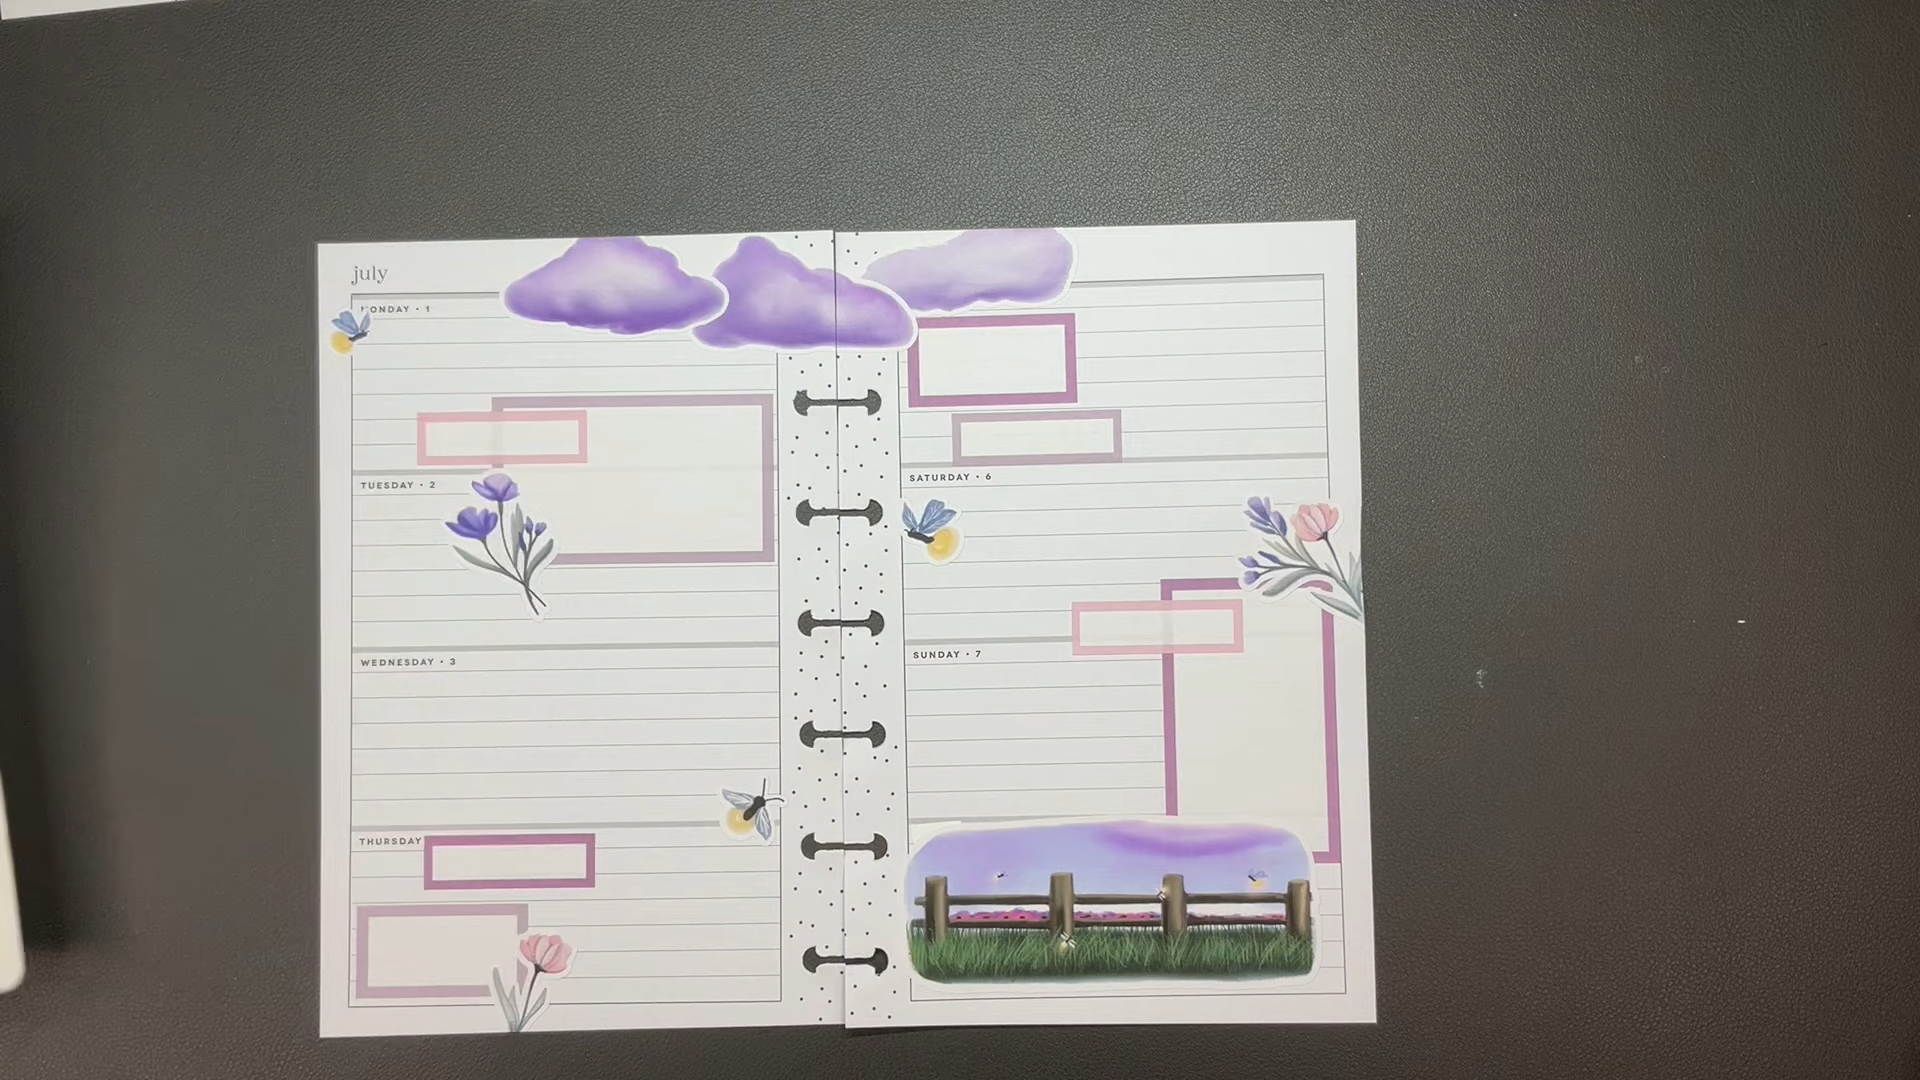 july
MONDAY • 1
TUESDAY • 2
WEDNESDAY • 3
THURSDAY
SATURDAY • 6
SUNDAY • 7